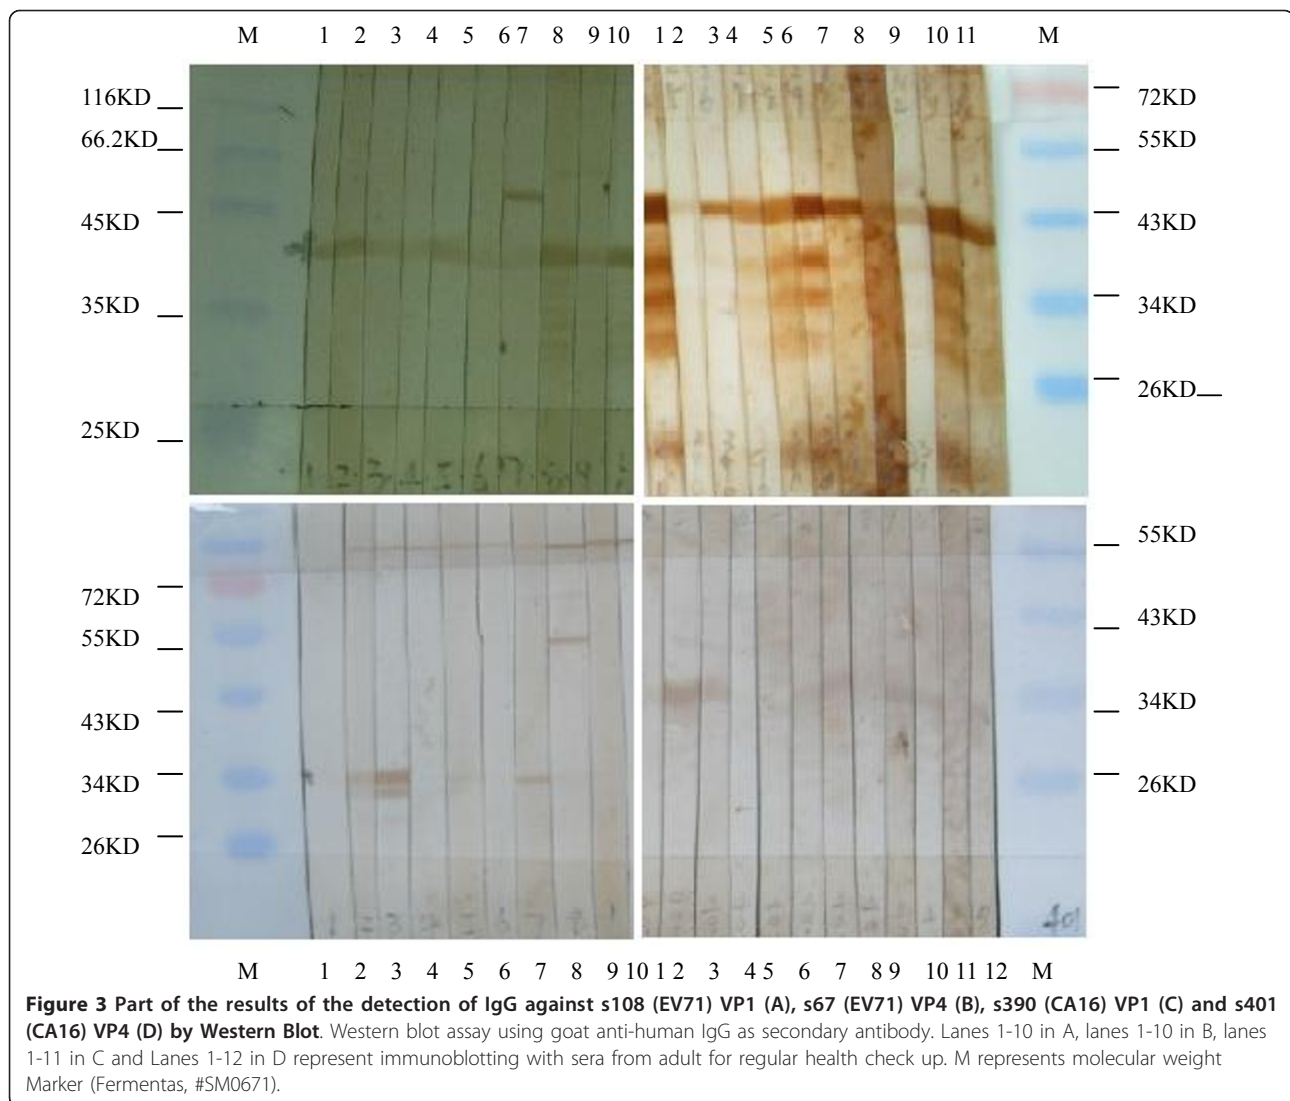 M 1 2 3 4 5 6 7 8 9 10 1 2 3 4 5 6 7 8 9 10 11 M
116KD
66.2KD
45KD
35KD
25KD
72KD
55KD
43KD
34KD
26KD
72KD
55KD
43KD
34KD
26KD
55KD
43KD
34KD
26KD
401
M 1 2 3 4 5 6 7 8 9 10 1 2 3 4 5 6 7 8 9 10 11 12 M
Figure 3 Part of the results of the detection of IgG against s108 (EV71) VP1 (A), s67 (EV71) VP4 (B), s390 (CA16) VP1 (C) and s401
(CA16) VP4 (D) by Western Blot. Western blot assay using goat anti-human IgG as secondary antibody. Lanes 1-10 in A, lanes 1-10 in B, lanes
1-11 in C and Lanes 1-12 in D represent immunoblotting with sera from adult for regular health check up. M represents molecular weight
Marker (Fermentas, #SM0671).